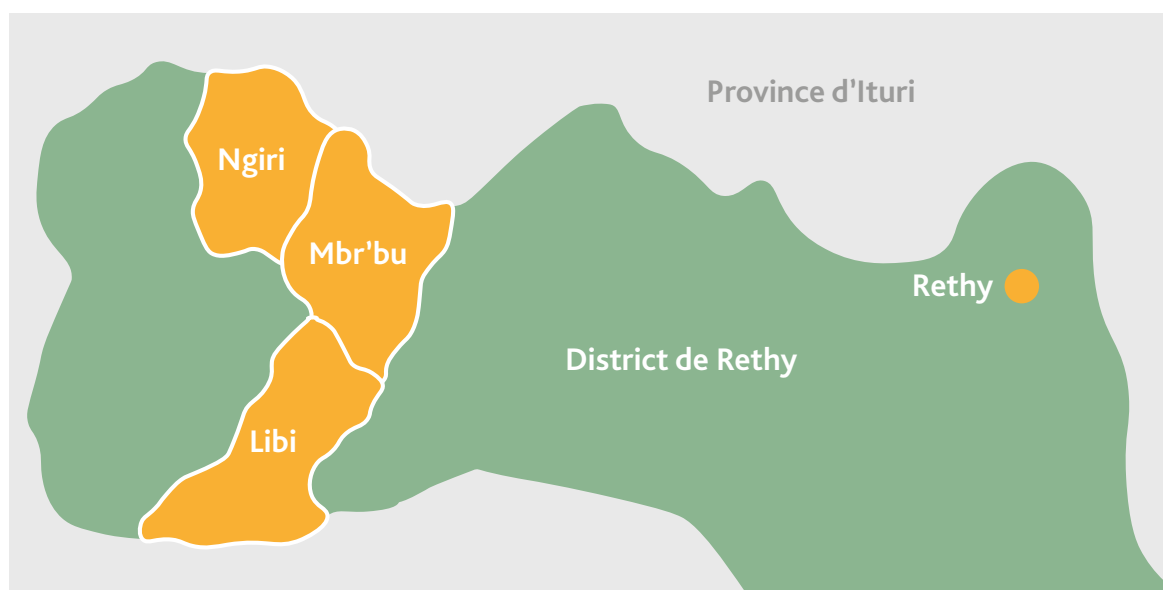 Province d’Ituri
Ngiri
Mbr’bu
Rethy
District de Rethy
Libi